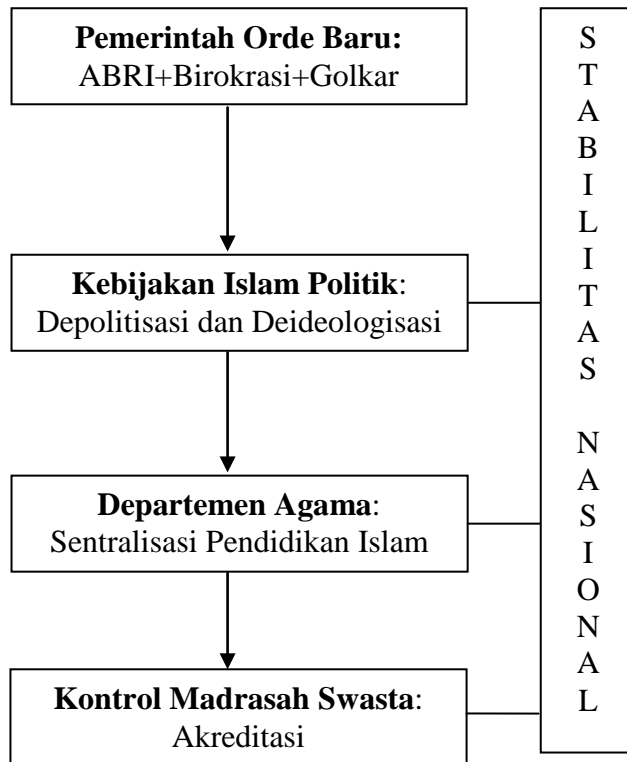 Pemerintah Orde Baru:
ABRI+Birokrasi+Golkar
Kebijakan Islam Politik:
Depolitisasi dan Deideologisasi
Departemen Agama:
Sentralisasi Pendidikan Islam
Kontrol Madrasah Swasta:
Akreditasi
S
T
A
B
I
L
I
T
A
S
N
A
S
I
O
N
A
L